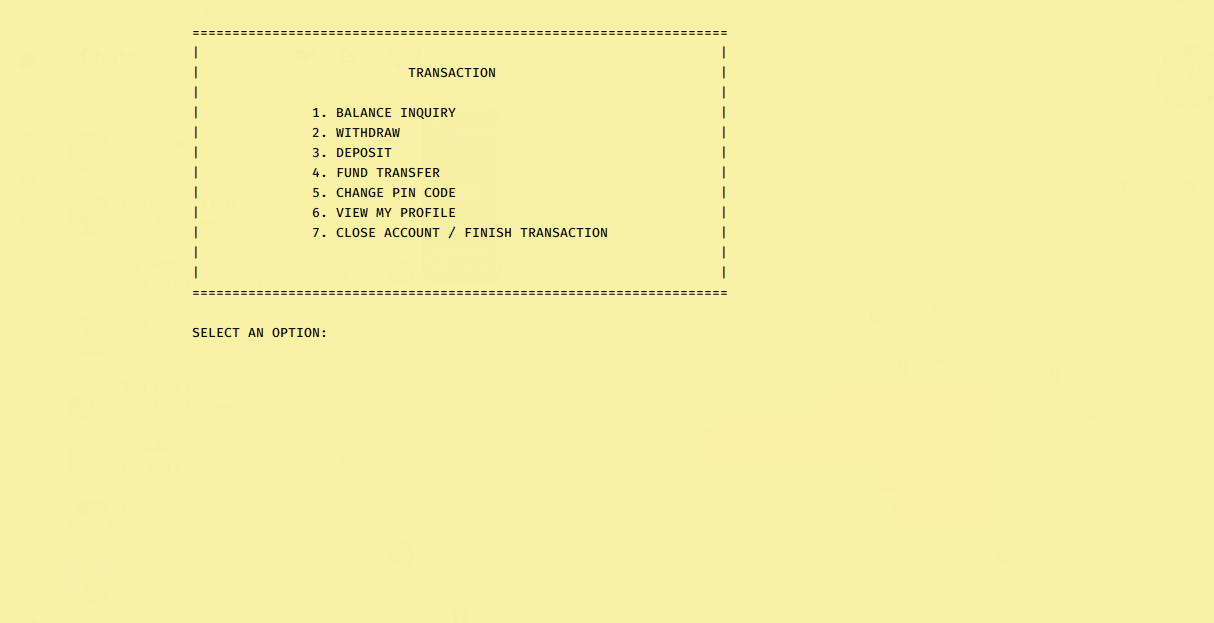 ===================================================================
|                                                                 |
|                          TRANSACTION                            |
|                                                                 |
|              1. BALANCE INQUIRY                                 |
|              2. WITHDRAW                                        |
|              3. DEPOSIT                                         |
|              4. FUND TRANSFER                                   |
|              5. CHANGE PIN CODE                                 |
|              6. VIEW MY PROFILE                                 |
|              7. CLOSE ACCOUNT / FINISH TRANSACTION              |
|                                                                 |
|                                                                 |
===================================================================
SELECT AN OPTION: